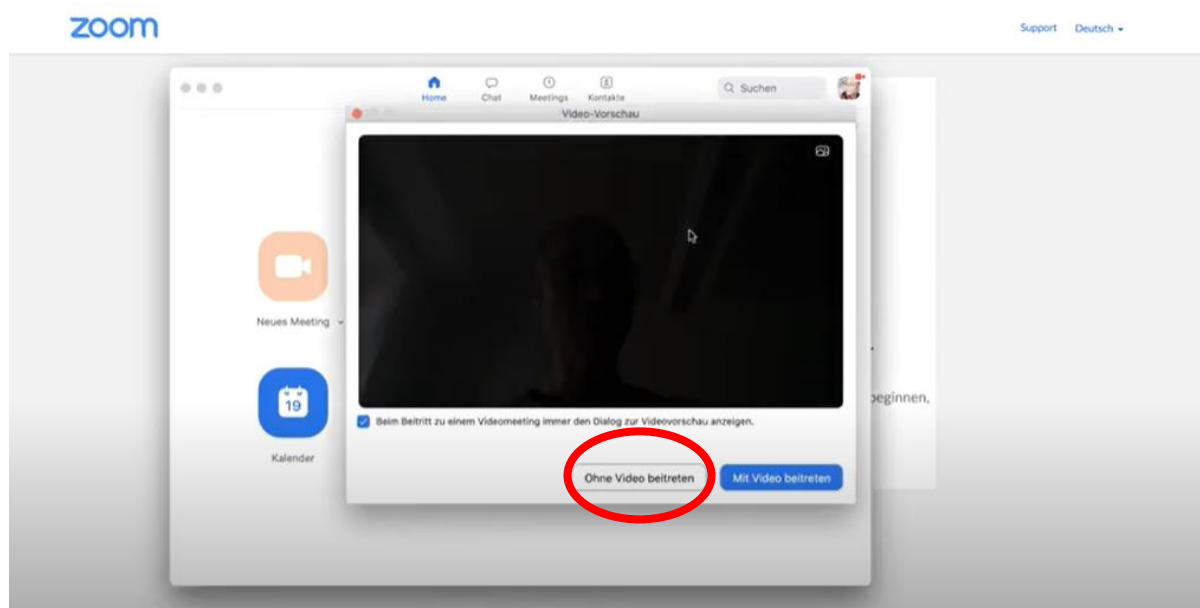 zoom
Support Deutsch
Home Chat Meetings Kontakte
Suchen
Video-Vorschau
Neues Meeting
19
Kalender
beginnen,
Beim Beitritt zu einem Videomeeting immer den Dialog zur Videovorschau anzeigen.
Ohne Video beitreten Mit Video beitreten